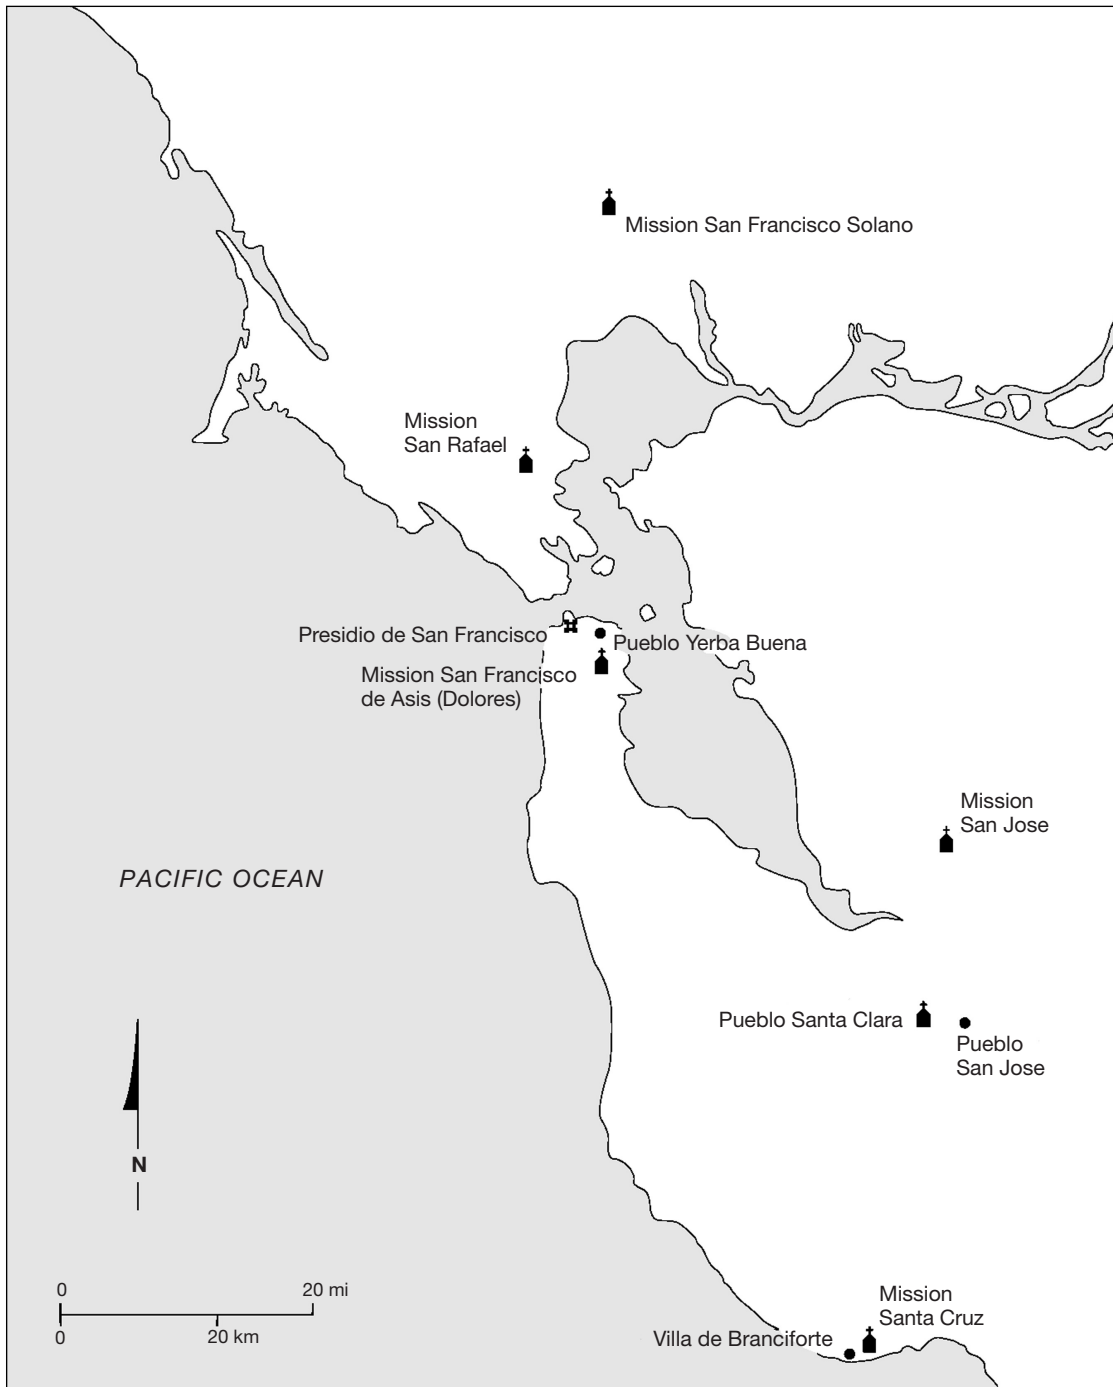 Mission San Francisco Solano
Mission
San Rafael
Presidio de San Francisco
Pueblo Yerba Buena
Mission San Francisco
de Asis (Dolores)
Mission
San Jose
PACIFIC OCEAN
Pueblo Santa Clara
Pueblo
San Jose
N
0
20 mi
0
20 km
Mission
Santa Cruz
Villa de Branciforte